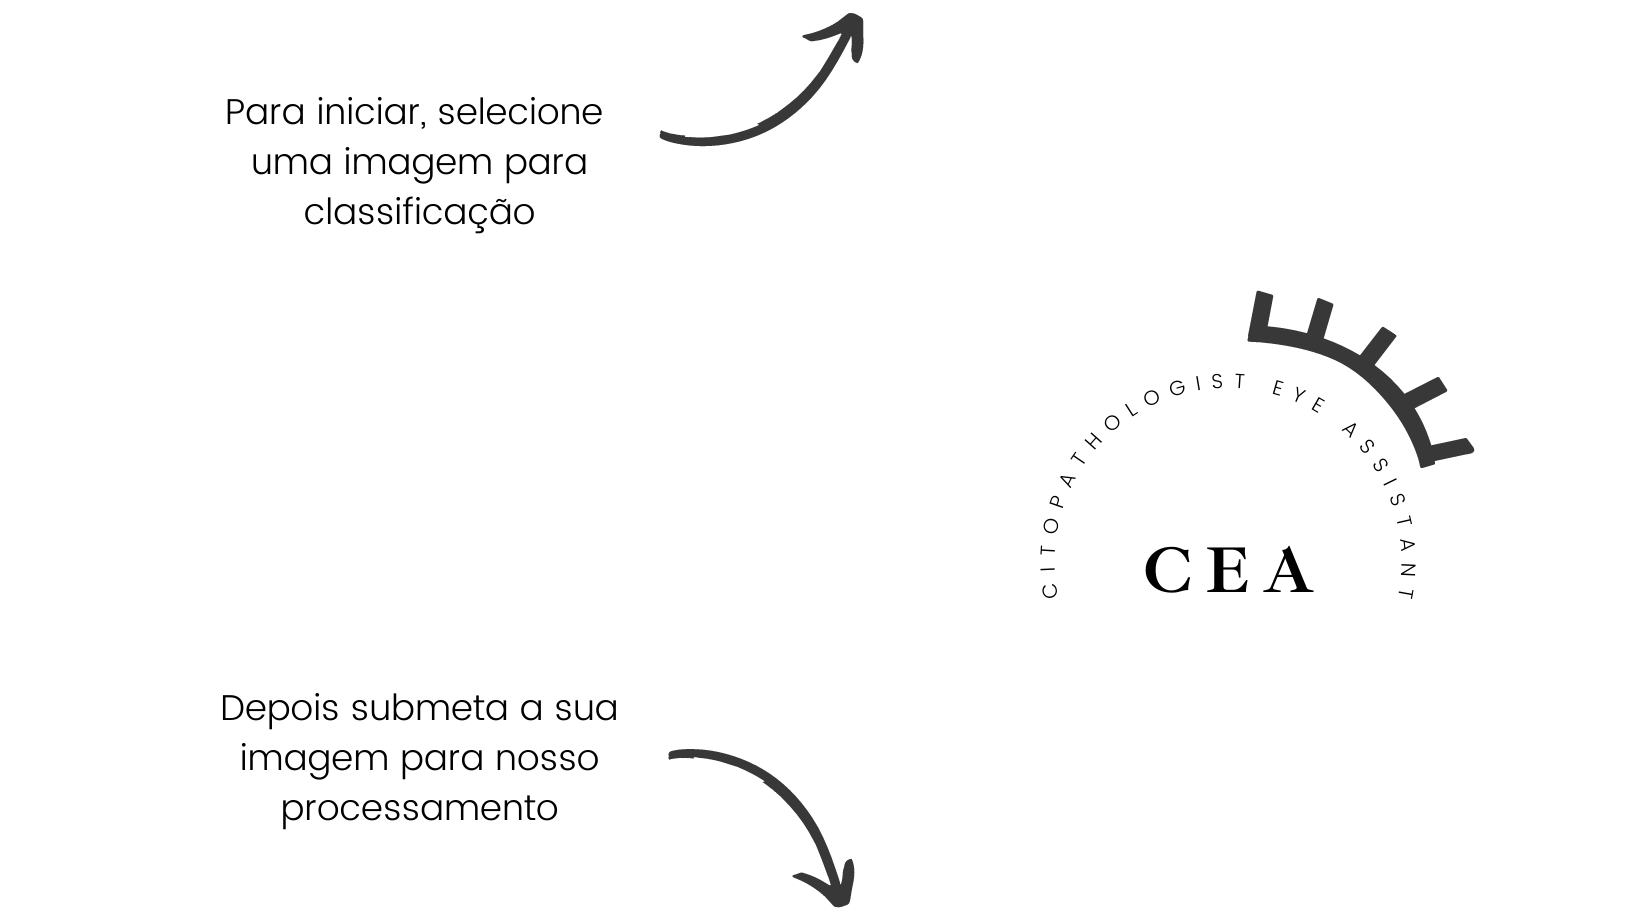 Para iniciar, selecione
uma imagem para
classificação
CITOPATHOLOGIST EYE ASSISTANT
CEA
Depois submeta a sua
imagem para nosso
processamento